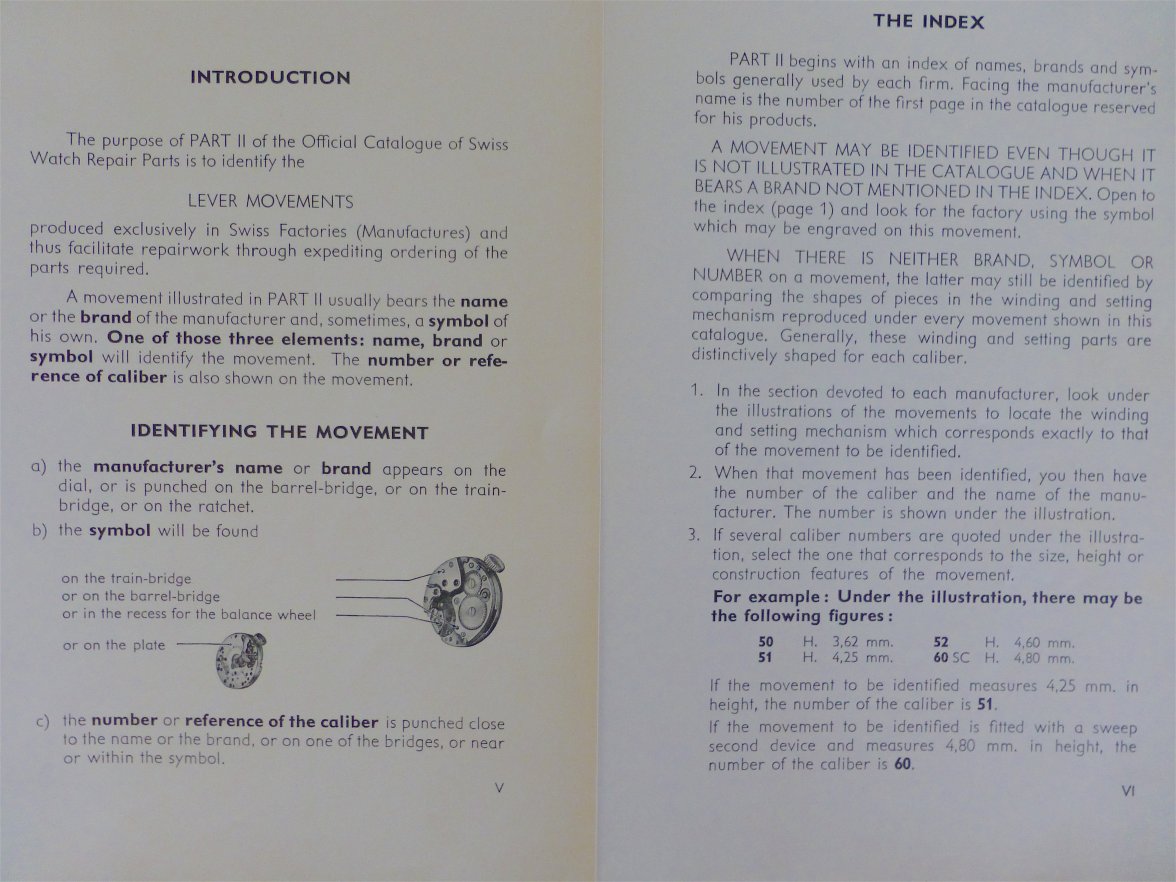 INTRODUCTION
The purpose of PART II of the Official Catalogue of Swiss
Watch Repair Parts is to identify the
LEVER MOVEMENTS
produced exclusively in Swiss Factories (Manufactures) and
thus facilitate repairwork through expediting ordering of the
parts required.
A movement illustrated in PART II usually bears the name
or the brand of the manufacturer and, sometimes, a symbol of
his own. One of those three elements: name, brand or
symbol will identify the movement. The number or refe-
rence of caliber is also shown on the movement.
IDENTIFYING THE MOVEMENT
a) the manufacturer's name or brand appears on the
dial, or is punched on the barrel-bridge, or on the train-
bridge, or on the ratchet.
b) the symbol will be found
on the train-bridge
or on the barrel-bridge
or in the recess for the balance wheel
or on the plate
c) the number or reference of the caliber is punched close
to the name or the brand, or on one of the bridges, or near
or within the symbol.
V
THE INDEX
PART II begins with an index of names, brands and sym-
bols generally used by each firm. Facing the manufacturer's
name is the number of the first page in the catalogue reserved
for his products.
A MOVEMENT MAY BE IDENTIFIED EVEN THOUGH IT
IS NOT ILLUSTRATED IN THE CATALOGUE AND WHEN IT
BEARS A BRAND NOT MENTIONED IN THE INDEX. Open to
the index (page 1) and look for the factory using the symbol
which may be engraved on this movement.
WHEN THERE IS NEITHER BRAND, SYMBOL OR
NUMBER on a movement, the latter may still be identified by
comparing the shapes of pieces in the winding and setting
mechanism reproduced under every movement shown in this
catalogue. Generally, these winding and setting parts are
distinctively shaped for each caliber.
1. In the section devoted to each manufacturer, look under
the illustrations of the movements to locate the winding
and setting mechanism which corresponds exactly to that
of the movement to be identified.
2. When that movement has been identified, you then have
the number of the caliber and the name of the manu-
facturer. The number is shown under the illustration.
3. If several caliber numbers are quoted under the illustra-
tion, select the one that corresponds to the size, height or
construction features of the movement.
For example: Under the illustration, there may be
the following figures:
50 H. 3,62 mm. 52 H. 4,60 mm.
51 H. 4,25 mm. 60 SC H. 4,80 mm.
If the movement to be identified measures 4,25 mm. in
height, the number of the caliber is 51.
If the movement to be identified is fitted with a sweep
second device and measures 4,80 mm. in height, the
number of the caliber is 60.
VI